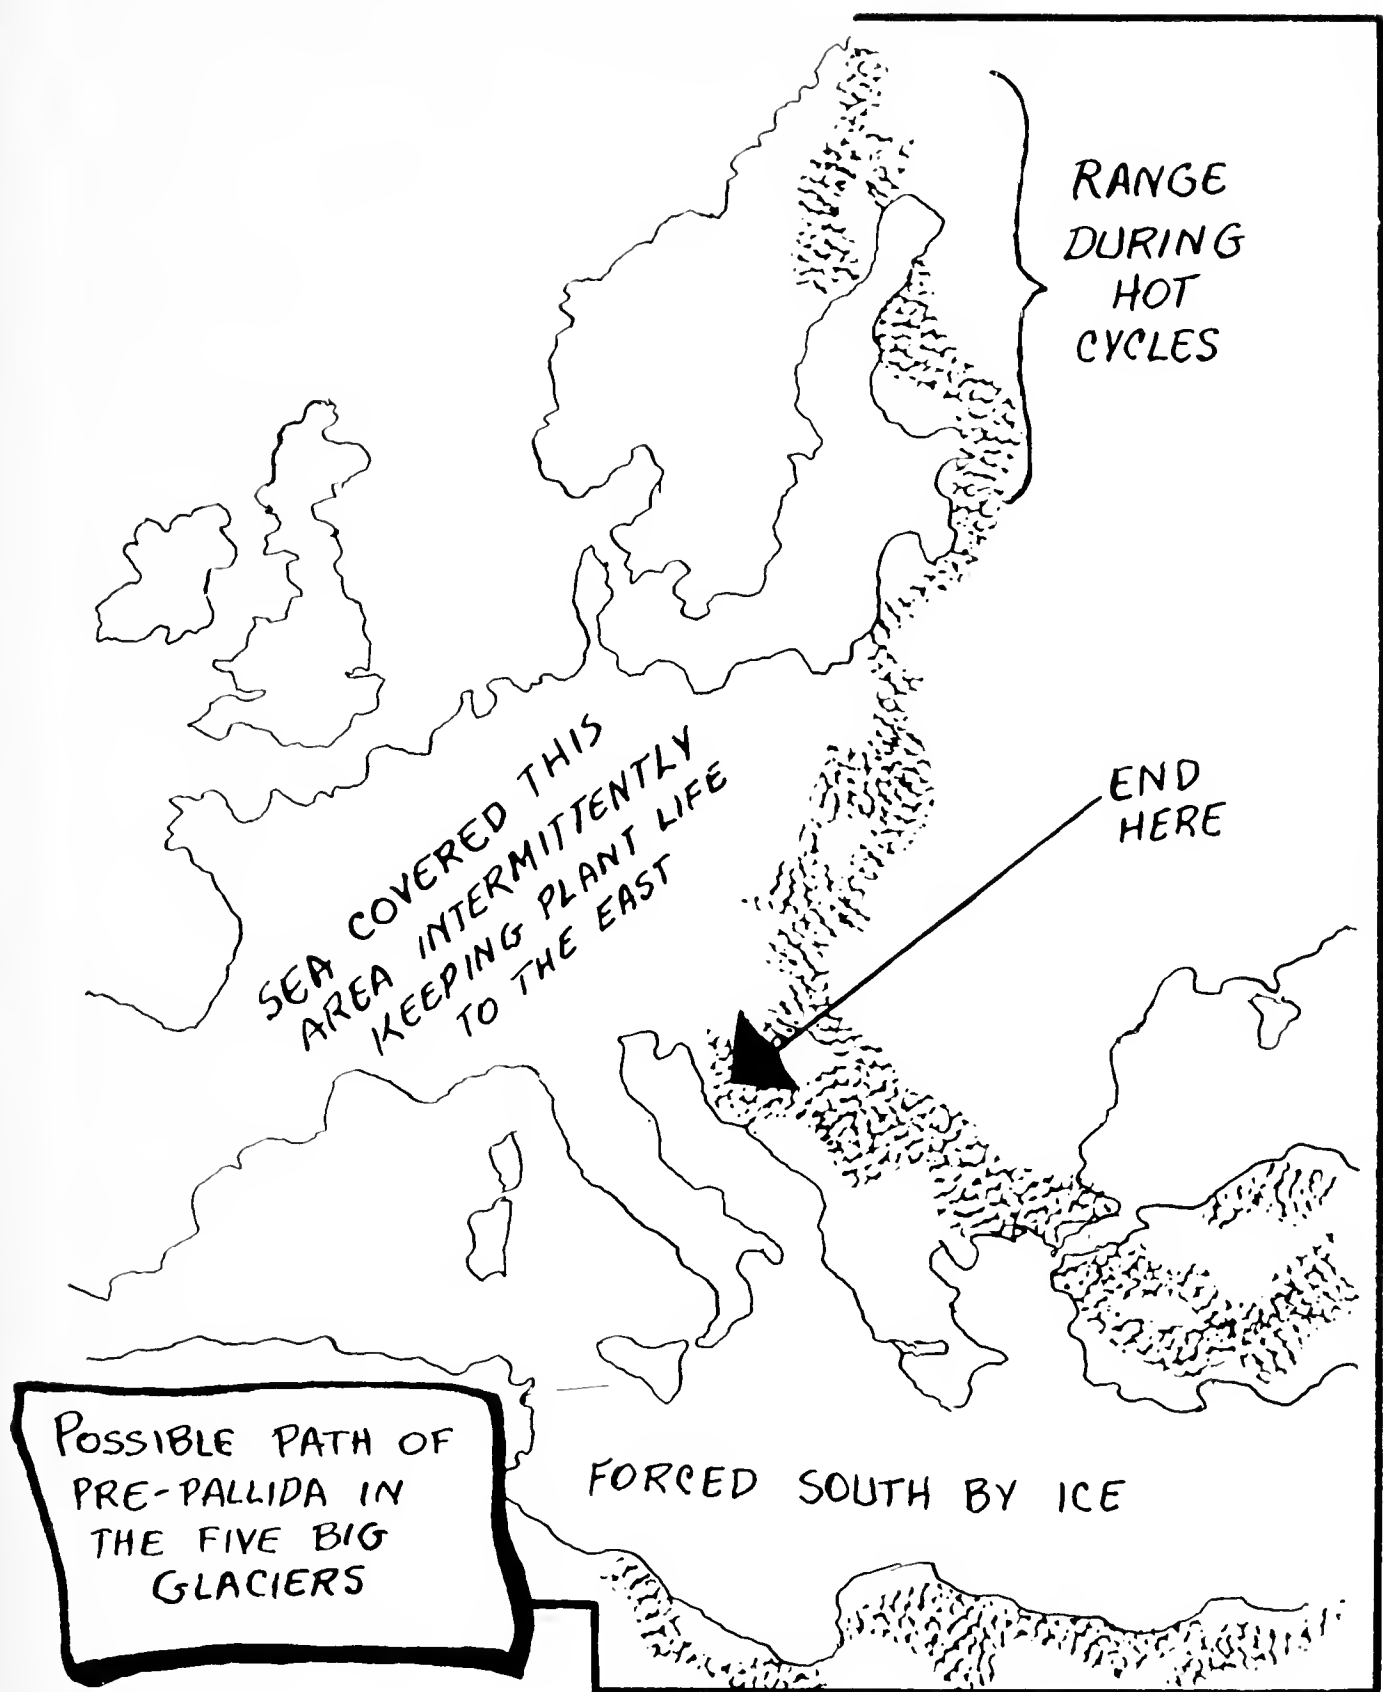 RANGE
DURING
HOT
CYCLES
SEA COVERED THIS
AREA INTERMITTENTLY
KEEPING PLANT LIFE
TO THE EAST
END
HERE
POSSIBLE PATH OF
PRE-PALLIDA IN
THE FIVE BIG
GLACIERS
FORCED SOUTH BY ICE